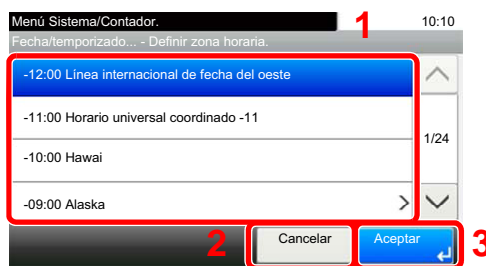 Menú Sistema/Contador.
1
10:10
Fecha/temporizado... - Definir zona horaria.
-12:00 Línea internacional de fecha del oeste
-11:00 Horario universal coordinado -11
1/24
-10:00 Hawai
-09:00 Alaska
2
Cancelar
Aceptar
3